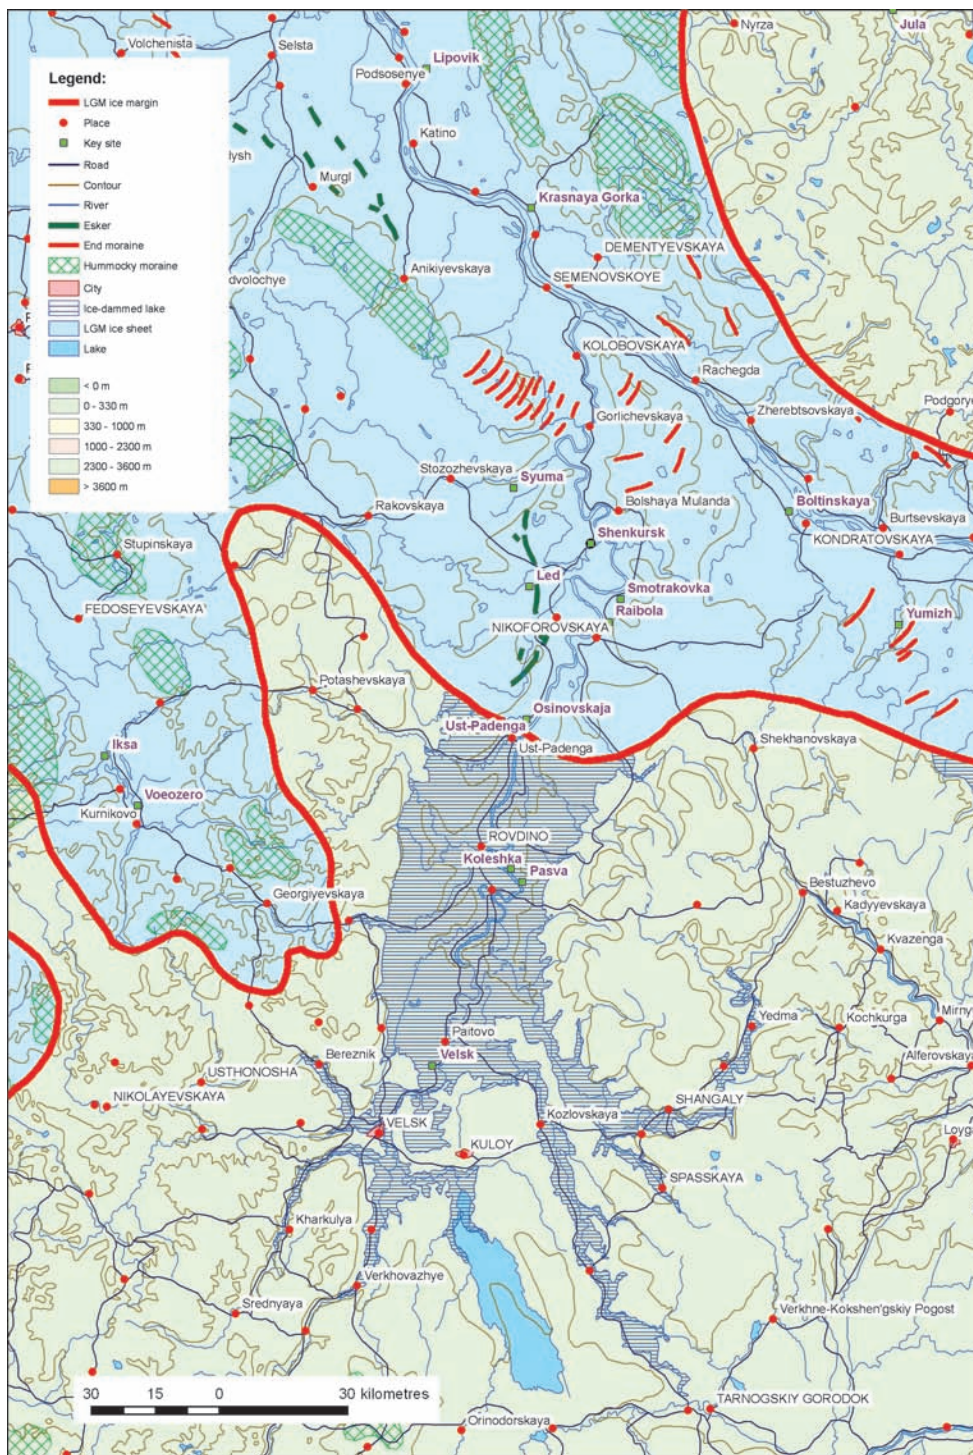 Nyrza
Jula
Volchenista
Selsta
Lipovik
Podsosenye
Legend:
LGM ice margin
Place
Key site
Road
Contour
River
Esker
End moraine
Hummocky moraine
City
Ice-dammed lake
LGM ice sheet
Lake
< 0 m
0 - 330 m
330 - 1000 m
1000 - 2300 m
2300 - 3600 m
> 3600 m
Katino
lysh
Murgl
Krasnaya Gorka
DEMENTYEVSKAYA
Anikiyevskaya
SEMENOVSKOYE
dvolochye
KOLOBOVSKAYA
Rachegda
Zherebtsovskaya
Podgory
Gorlichevskaya
Stozozhevskaya
Syuma
Rakovskaya
Bolshaya Mulanda
Boltinskaya
Burtsevskaya
KONDRATOVSKAYA
Shenkursk
Stupinskaya
Led
Smotrakovka
Raibola
FEDOSEYEVSKAYA
NIKOFOROVSKAYA
Yumizh
Potashevskaya
Osinovskaja
Ust-Padenga
Ust-Padenga
Shekhanovskaya
Iksa
Voeozero
Kurnikovo
ROVDINO
Koleshka
Pasva
Georgiyevskaya
Bestuzhevo
Kadyyevskaya
Kvazenga
Yedma
Kochkurga
Mirny
Paitovo
Velsk
Bereznik
Alferovskaya
USTHONOSHA
NIKOLAYEVSKAYA
SHANGALY
VELSK
Kozlovskaya
KULOY
Loyga
SPASSKAYA
Kharkulya
Verkhovazhye
Srednyaya
Verkhne-Kokshen'gskiy Pogost
30 15 0 30 kilometres
TARNOGSKIY GORODOK
Orinodorskaya